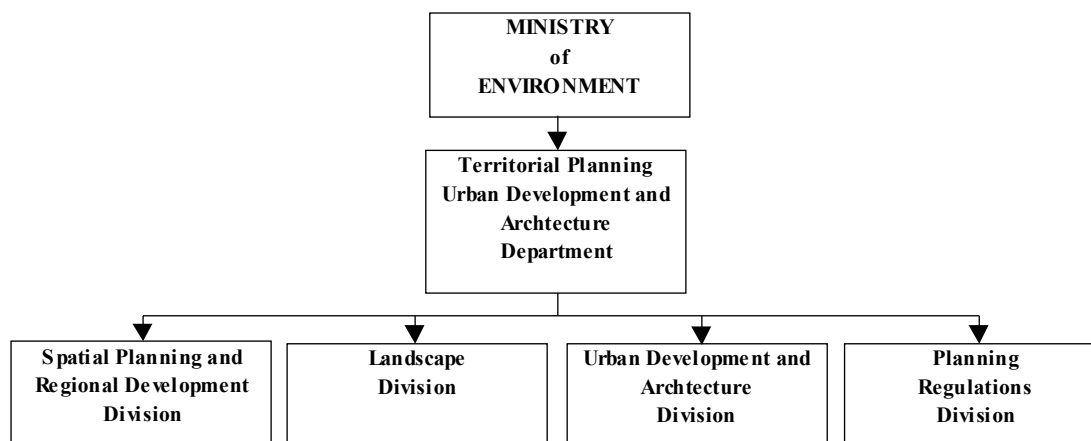 MINISTRY
of
ENVIRONMENT
Territorial Planning
Urban Development and
Archtecture
Department
Spatial Planning and
Regional Development
Division
Landscape
Division
Urban Development and
Archtecture
Division
Planning
Regulations
Division